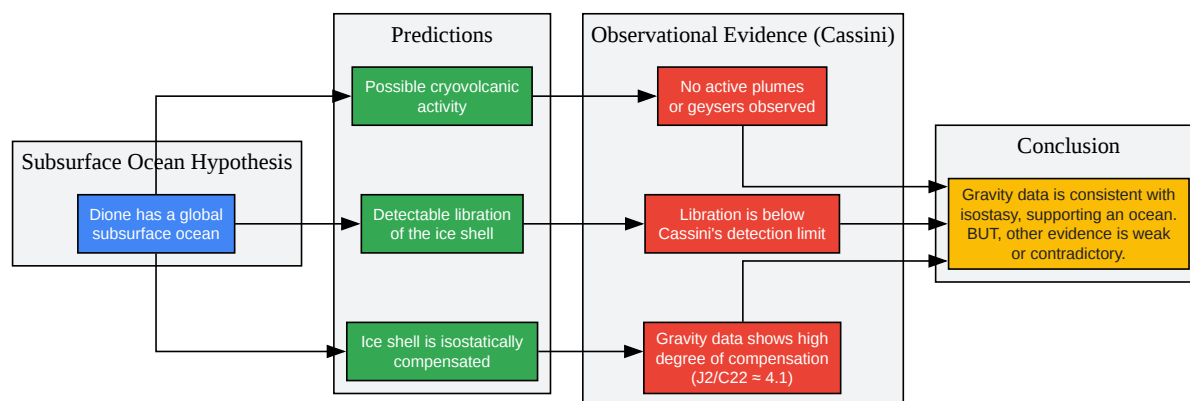 Subsurface Ocean Hypothesis
Dione has a global
subsurface ocean
Predictions
Possible cryovolcanic
activity
Detectable libration
of the ice shell
Ice shell is isostatically
compensated
Observational Evidence (Cassini)
No active plumes
or geysers observed
Libration is below
Cassini's detection limit
Gravity data shows high
degree of compensation
(J2/C22 ≈ 4.1)
Conclusion
Gravity data is consistent with
isostasy, supporting an ocean.
BUT, other evidence is weak
or contradictory.